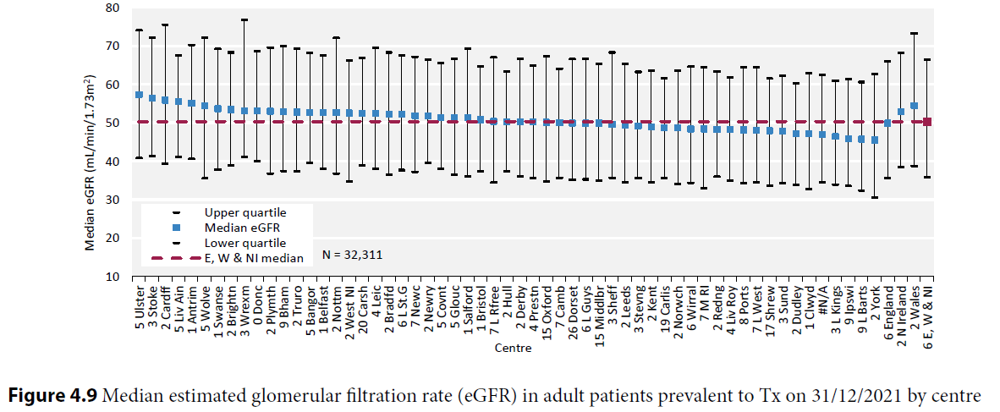 80
70
60
50
40
30
20
10
Median eGFR (mL/min/1.73m²)
Upper quartile
Median eGFR
Lower quartile
E, W & NI median
N = 32,311
5 Ulster
3 Stoke
2 Cardff
5 Liv Ain
1 Antrim
5 Wolve
1 Swanse
2 Brightn
3 Wrexm
0 Donc
2 Plymth
9 Bham
2 Truro
5 Bangor
1 Belfast
2 Nottm
2 West NI
20 Carsh
4 Leic
2 Bradfd
6 L St.G
7 Newc
2 Newry
5 Covnt
5 Glouc
1 Salford
1 Bristol
7 L Rfree
2 Hull
2 Derby
4 Prestn
15 Oxford
7 Camb
26 Dorset
6 L Guys
15 Middlbr
3 Sheff
2 Leeds
3 Stevng
2 Kent
19 Carlis
2 Norwch
6 Wirral
7 M RI
2 Redng
4 Liv Roy
8 Ports
7 L West
17 Shrew
3 Sund
2 Dudley
1 Clwyd
#N/A
3 L Kings
9 Ipswi
9 L Barts
2 York
6 England
2 N Ireland
2 Wales
6 E, W & NI
Centre
Figure 4.9 Median estimated glomerular filtration rate (eGFR) in adult patients prevalent to Tx on 31/12/2021 by centre